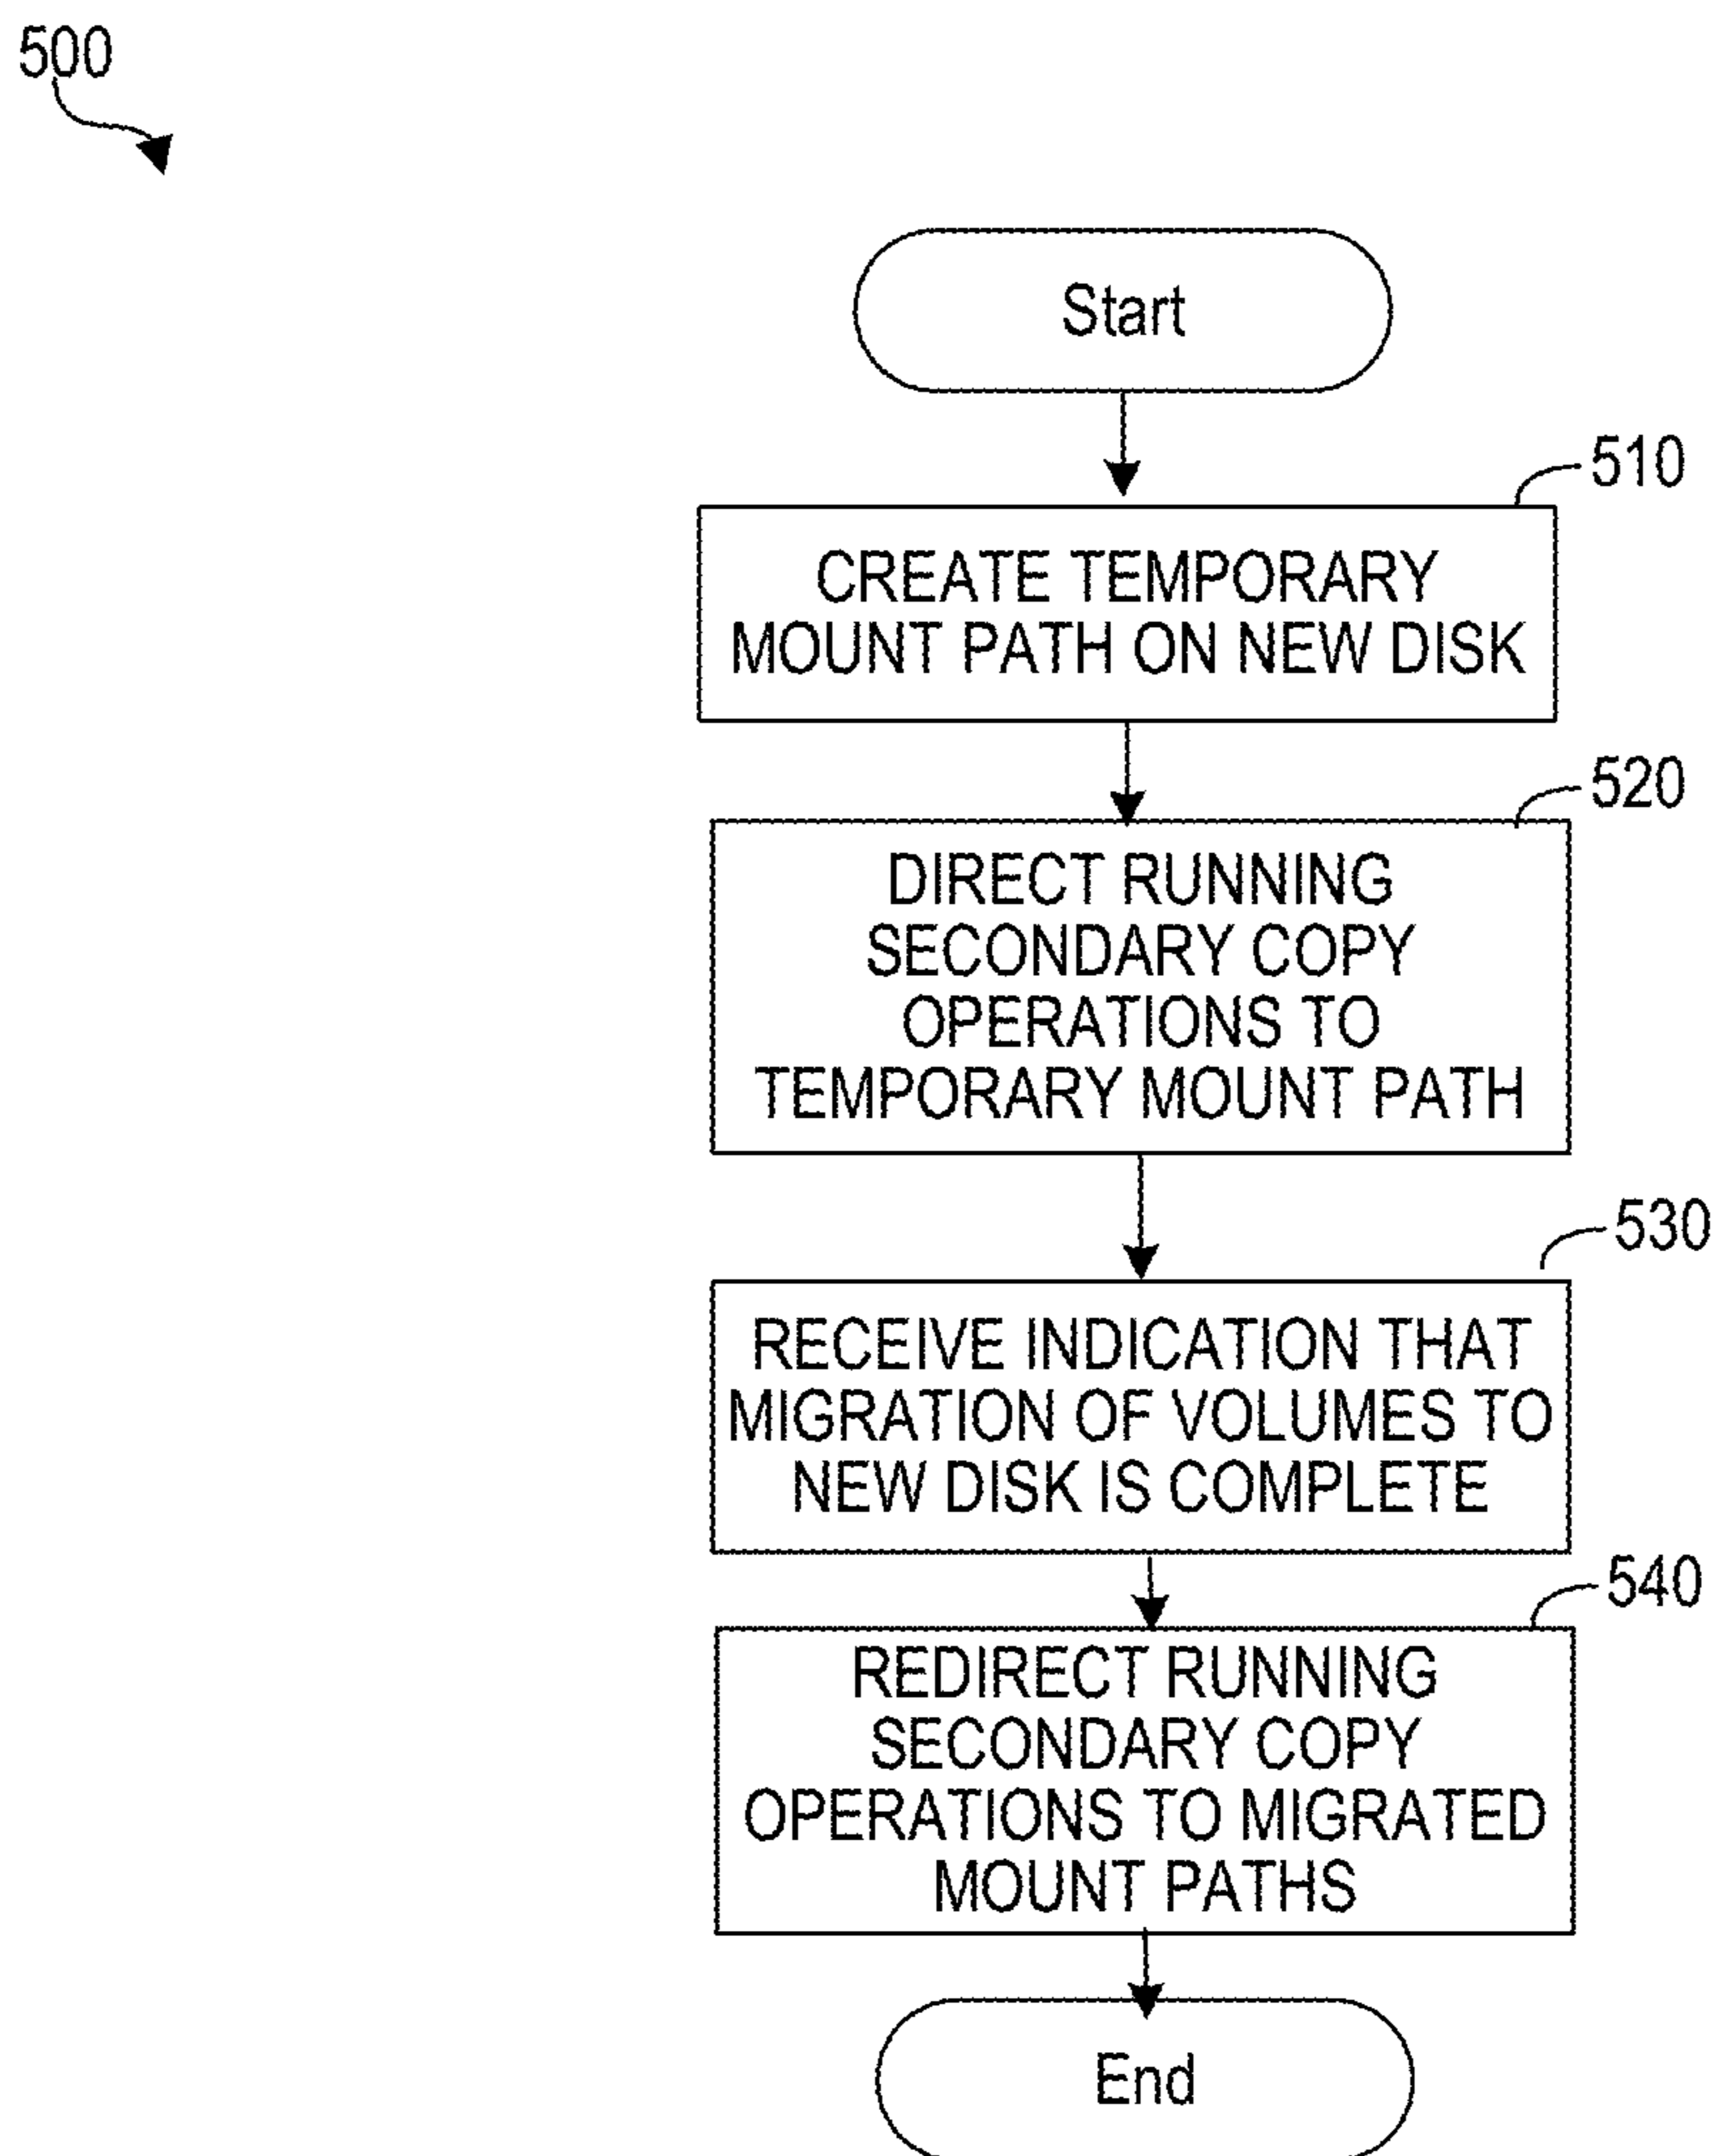 500
Start
510
CREATE TEMPORARY
MOUNT PATH ON NEW DISK
520
DIRECT RUNNING
SECONDARY COPY
OPERATIONS TO
TEMPORARY MOUNT PATH
530
RECEIVE INDICATION THAT
MIGRATION OF VOLUMES TO
NEW DISK IS COMPLETE
540
REDIRECT RUNNING
SECONDARY COPY
OPERATIONS TO MIGRATED
MOUNT PATHS
End